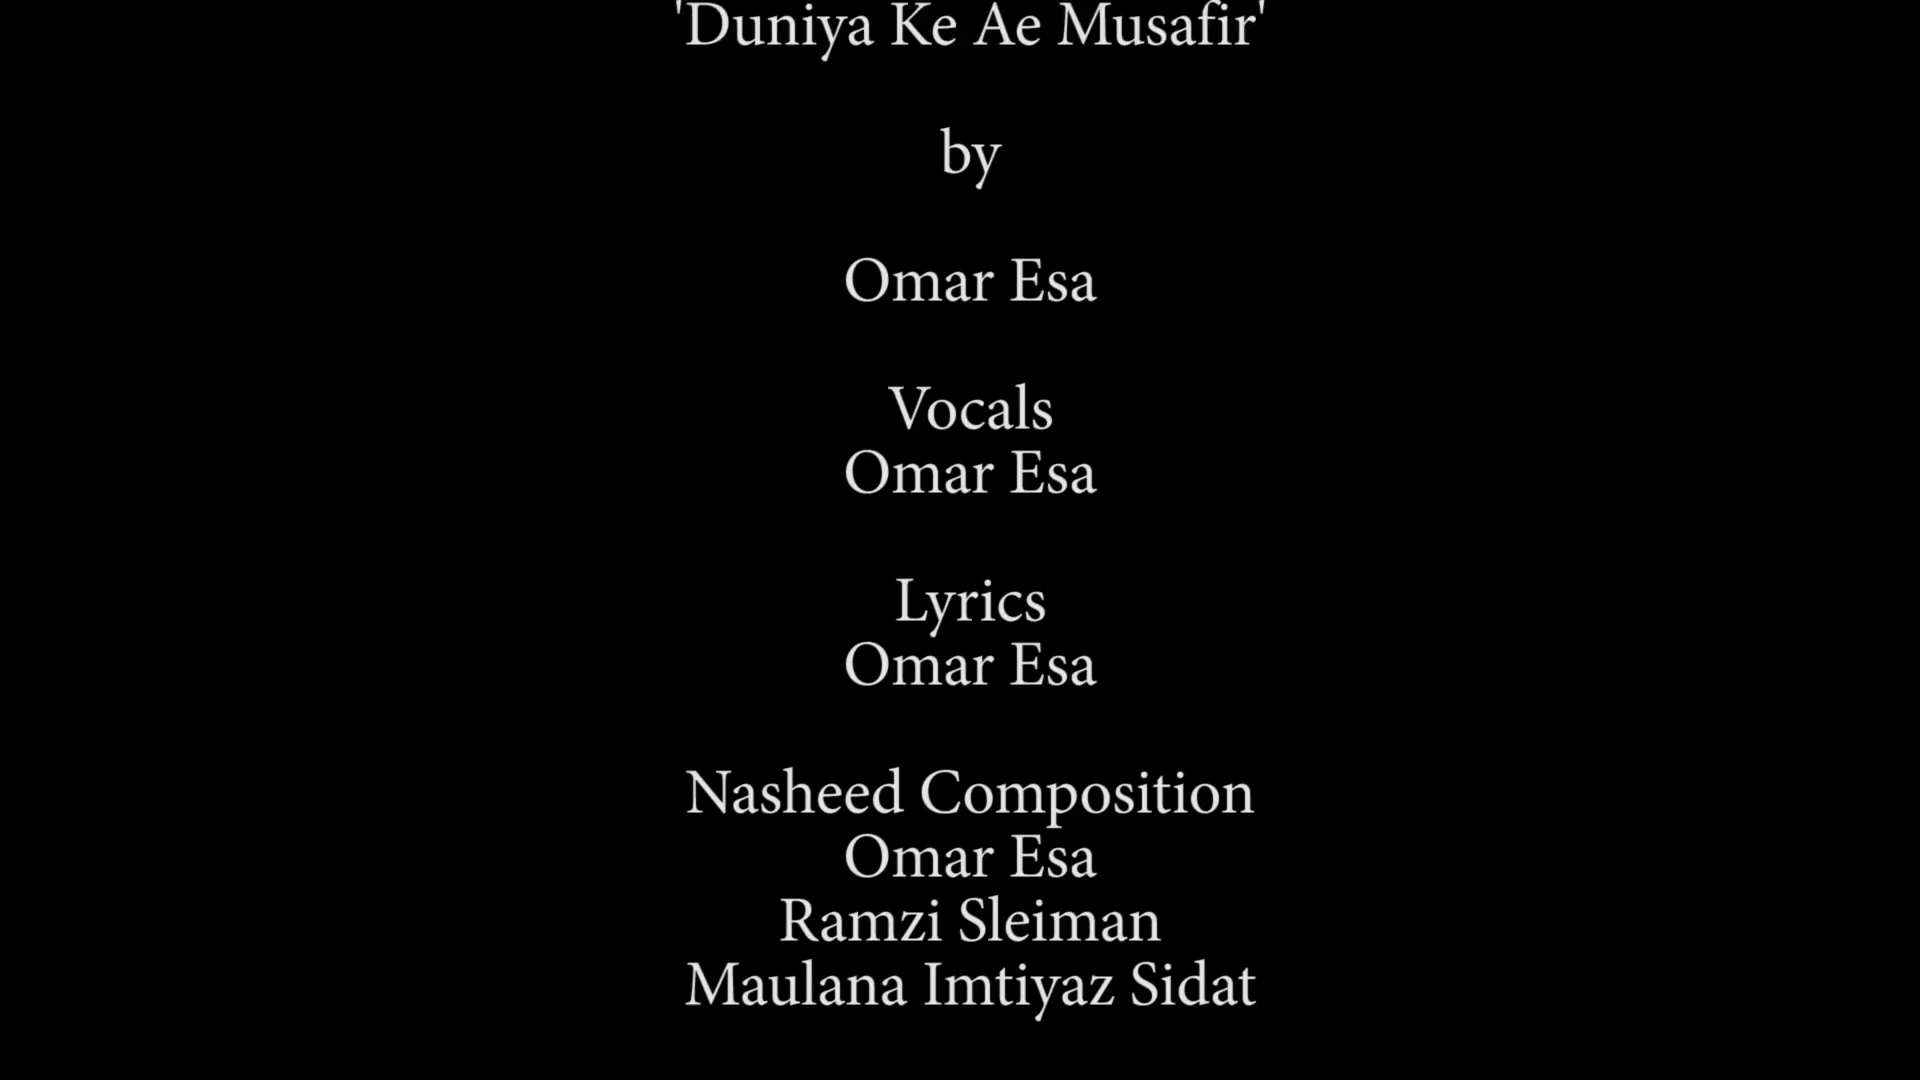 'Duniya Ke Ae Musafir'
by
Omar Esa
Vocals
Omar Esa
Lyrics
Omar Esa
Nasheed Composition
Omar Esa
Ramzi Sleiman
Maulana Imtiyaz Sidat